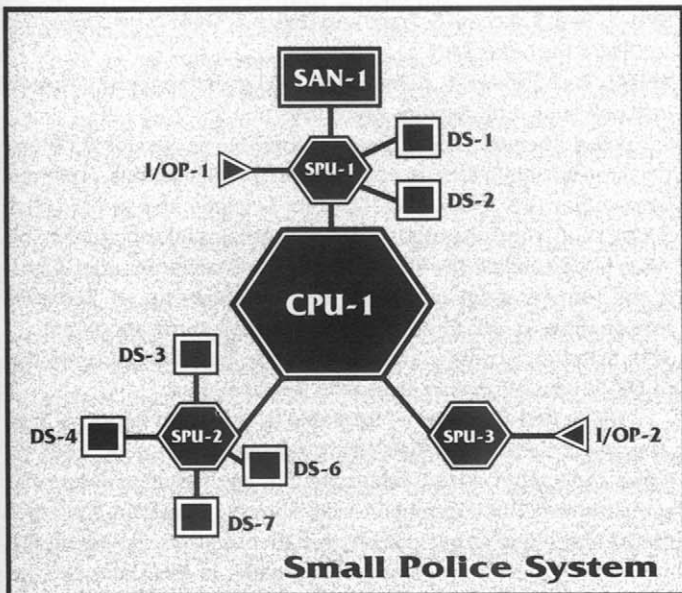 SAN-1
DS-1
I/OP-1
SPU-1
DS-2
CPU-1
DS-3
DS-4
SPU-2
SPU-3
I/OP-2
DS-6
DS-7
Small Police System